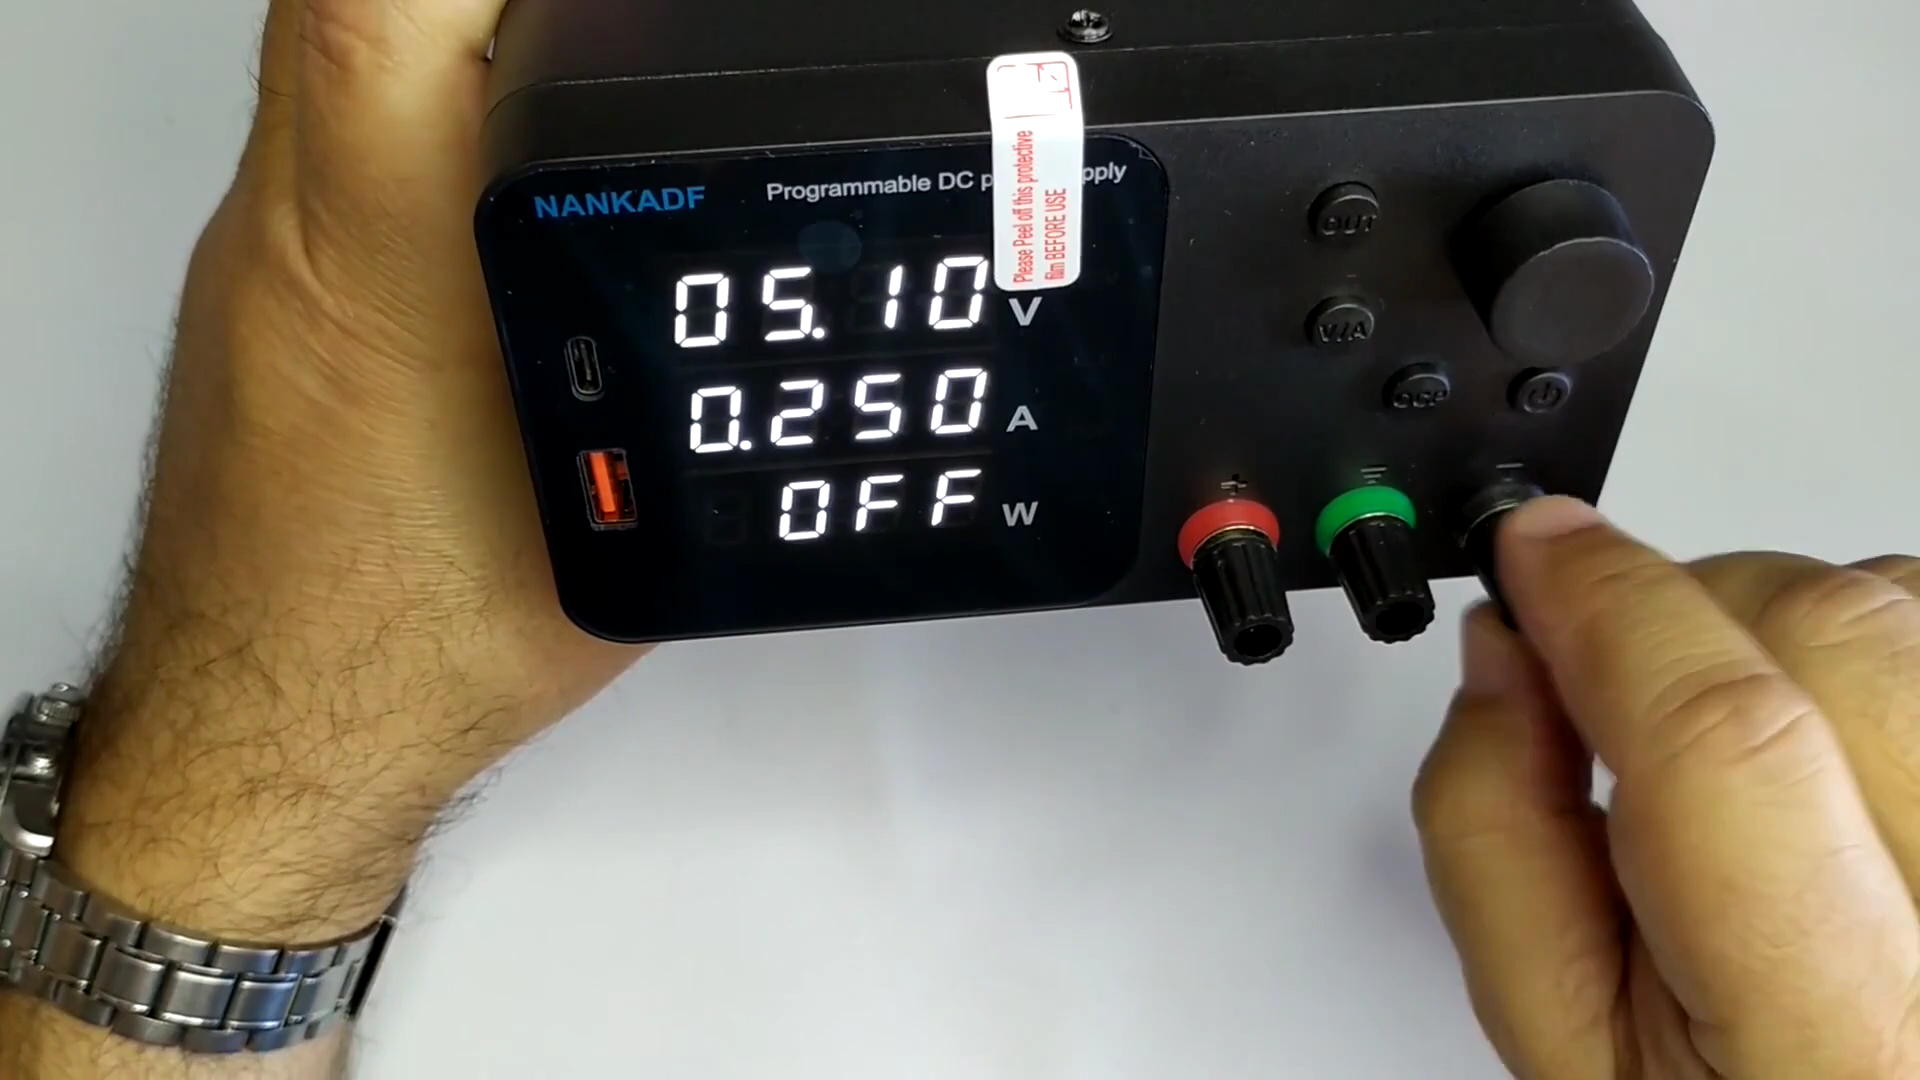 NANKADF
Programmable DC p pply
Please Peel off this protective
film BEFORE USE
05.10 V
0.250 A
OFF W
OUT
V/A
OCP
+
-